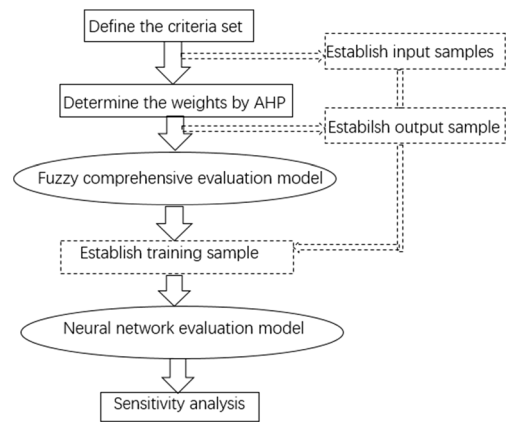 Define the criteria set
Establish input samples
Determine the weights by AHP
Estabilsh output sample
Fuzzy comprehensive evaluation model
Establish training sample
Neural network evaluation model
Sensitivity analysis